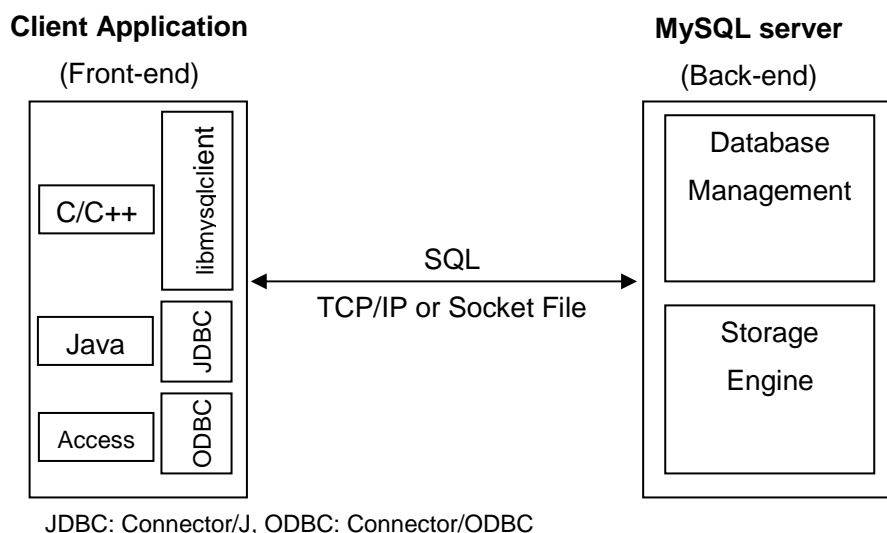 Client Application
(Front-end)
MySQL server
(Back-end)
C/C++
libmysqlclient
Java
JDBC
Access
ODBC
SQL
TCP/IP or Socket File
Database
Management
Storage
Engine
JDBC: Connector/J, ODBC: Connector/ODBC